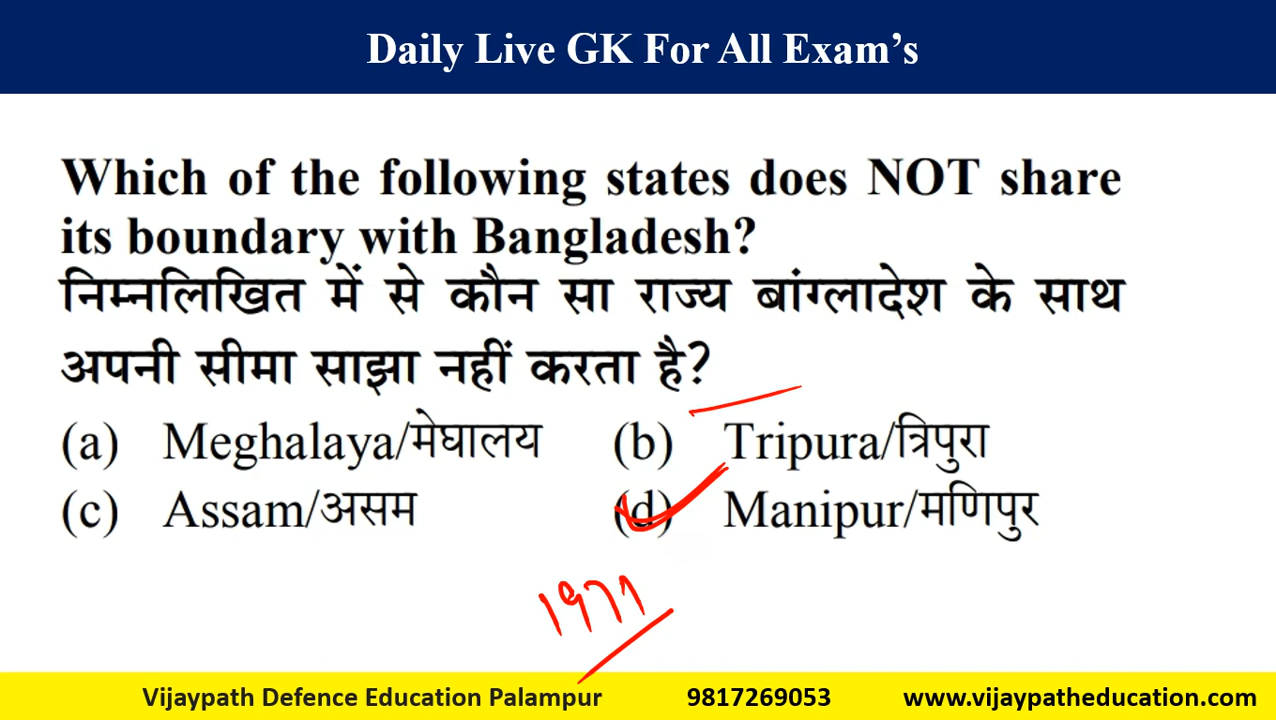 Daily Live GK For All Exam’s
Which of the following states does NOT share
its boundary with Bangladesh?
निम्नलिखित में से कौन सा राज्य बांग्लादेश के साथ
अपनी सीमा साझा नहीं करता है?
(a) Meghalaya/मेघालय (b) Tripura/त्रिपुरा
(c) Assam/असम (d) Manipur/मणिपुर
1971
Vijaypath Defence Education Palampur 9817269053 www.vijaypatheducation.com